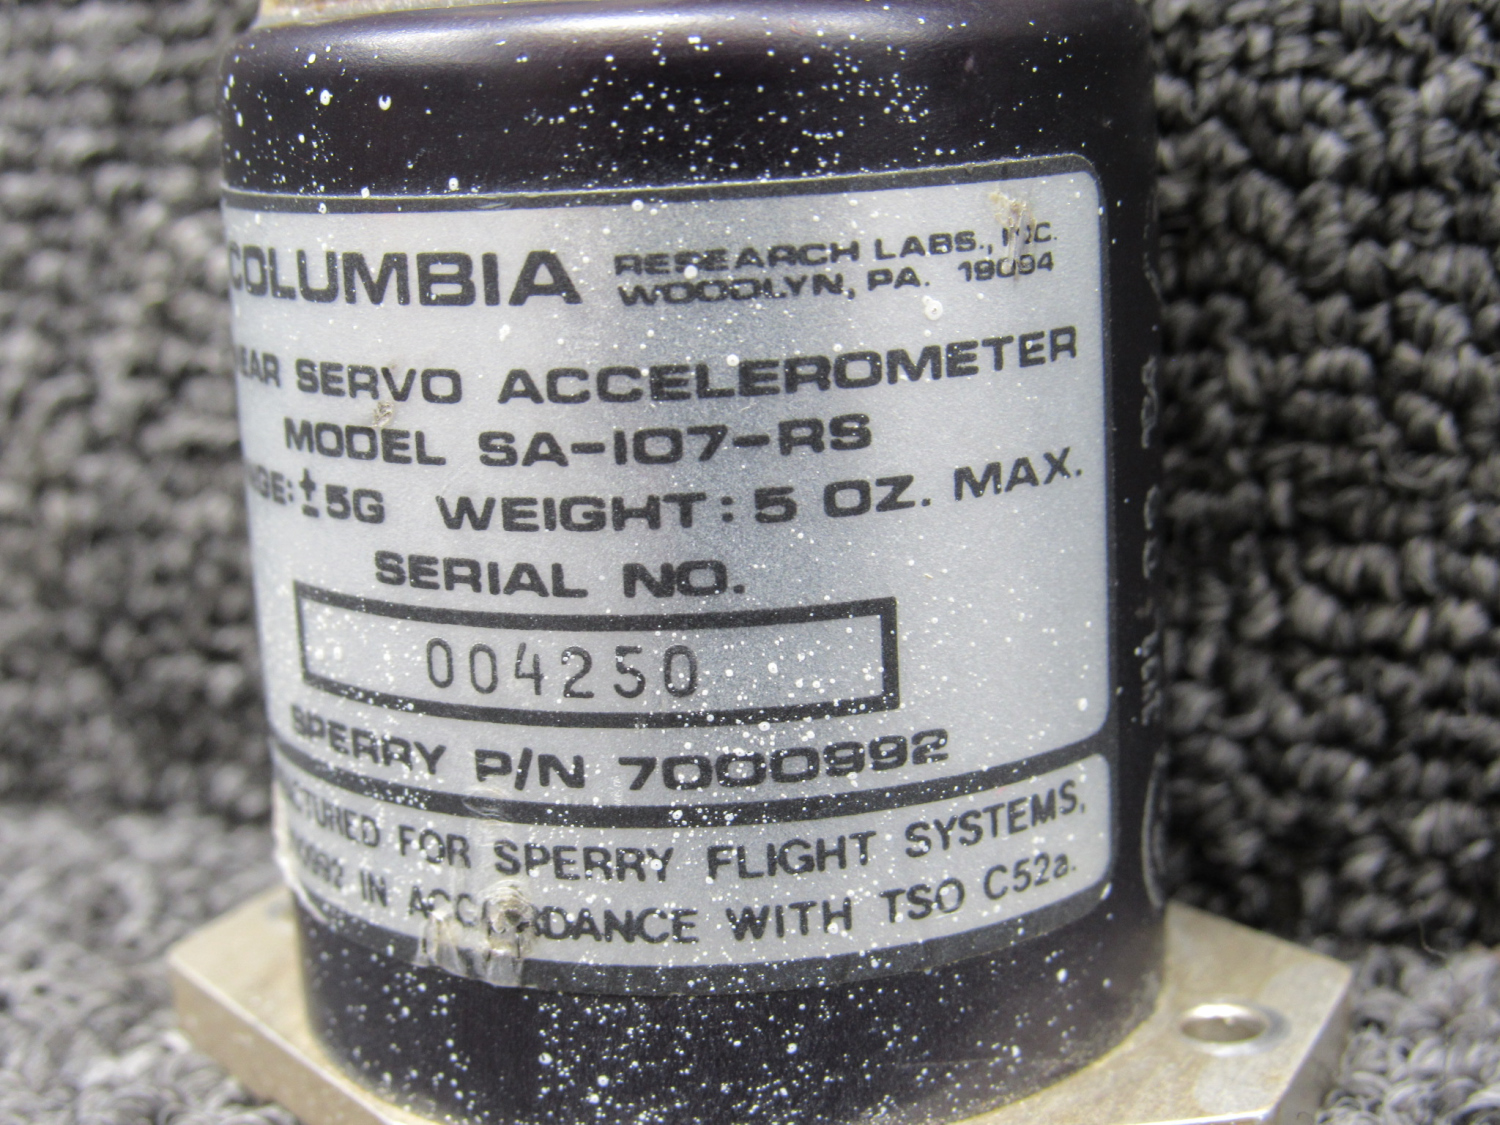 COLUMBIA RESEARCH LABS., INC.
WOODLYN, PA. 19094
SERVO ACCELEROMETER
MODEL SA-107-RS
±5G WEIGHT: 5 OZ. MAX.
SERIAL NO.
004250
SPERRY P/N 7000992
FOR SPERRY FLIGHT SYSTEMS,
IN ACCORDANCE WITH TSO C52a.